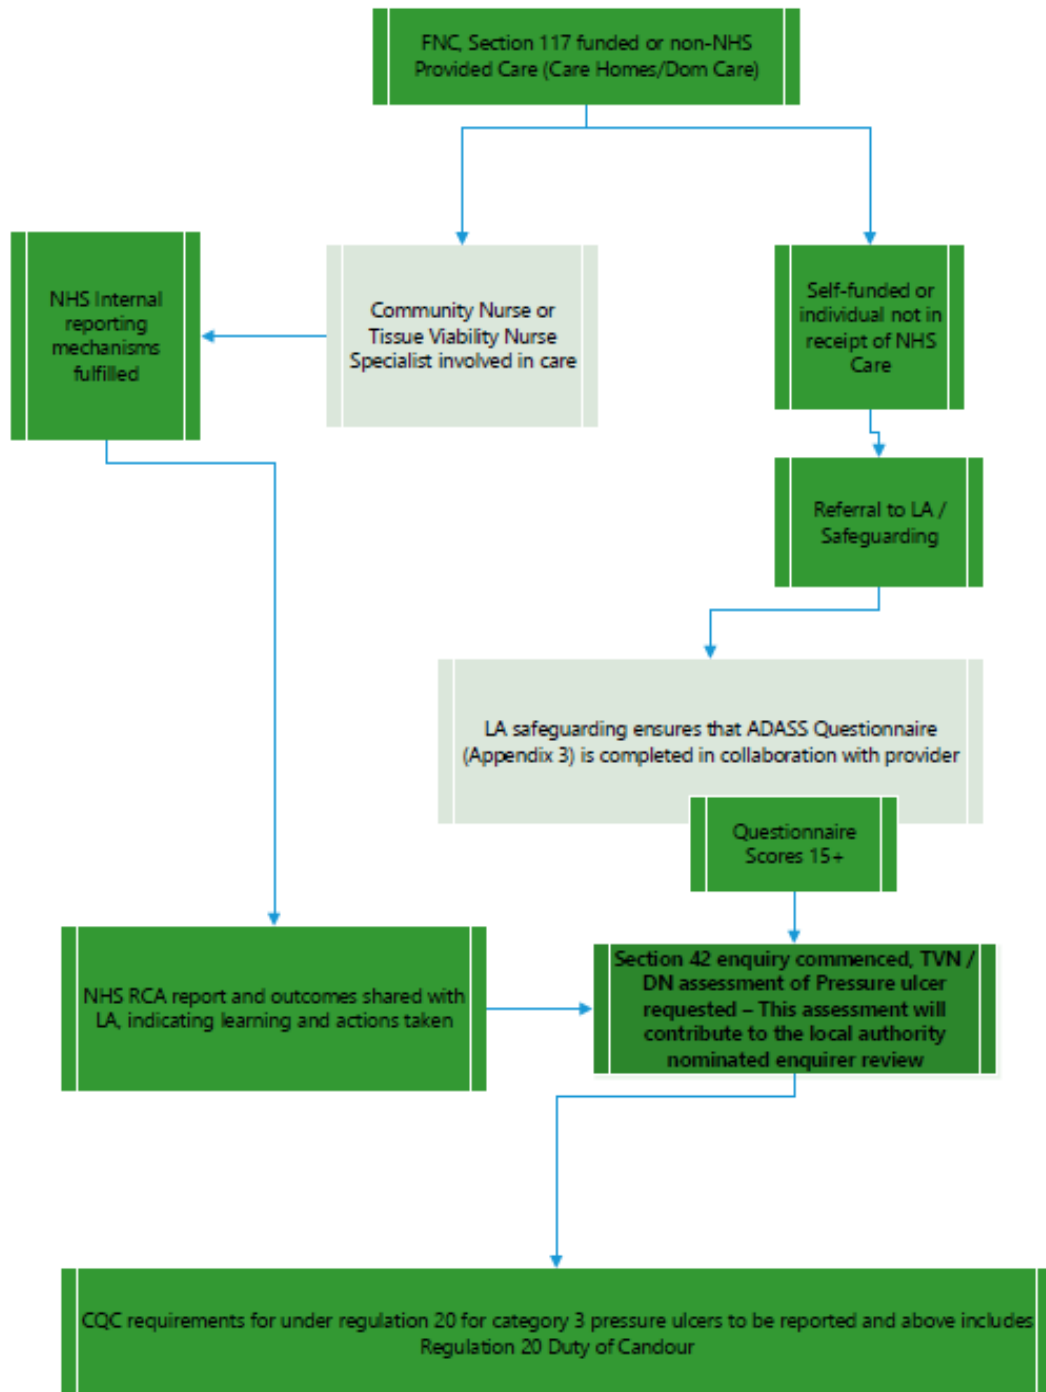 FNC, Section 117 funded or non-NHS
Provided Care (Care Homes/Dom Care)
NHS Internal
reporting
mechanisms
fulfilled
Community Nurse or
Tissue Viability Nurse
Specialist involved in care
Self-funded or
individual not in
receipt of NHS
Care
Referral to LA /
Safeguarding
LA safeguarding ensures that ADASS Questionnaire
(Appendix 3) is completed in collaboration with provider
Questionnaire
Scores 15+
NHS RCA report and outcomes shared with
LA, indicating learning and actions taken
Section 42 enquiry commenced, TVN /
DN assessment of Pressure ulcer
requested – This assessment will
contribute to the local authority
nominated enquirer review
CQC requirements for under regulation 20 for category 3 pressure ulcers to be reported and above includes
Regulation 20 Duty of Candour